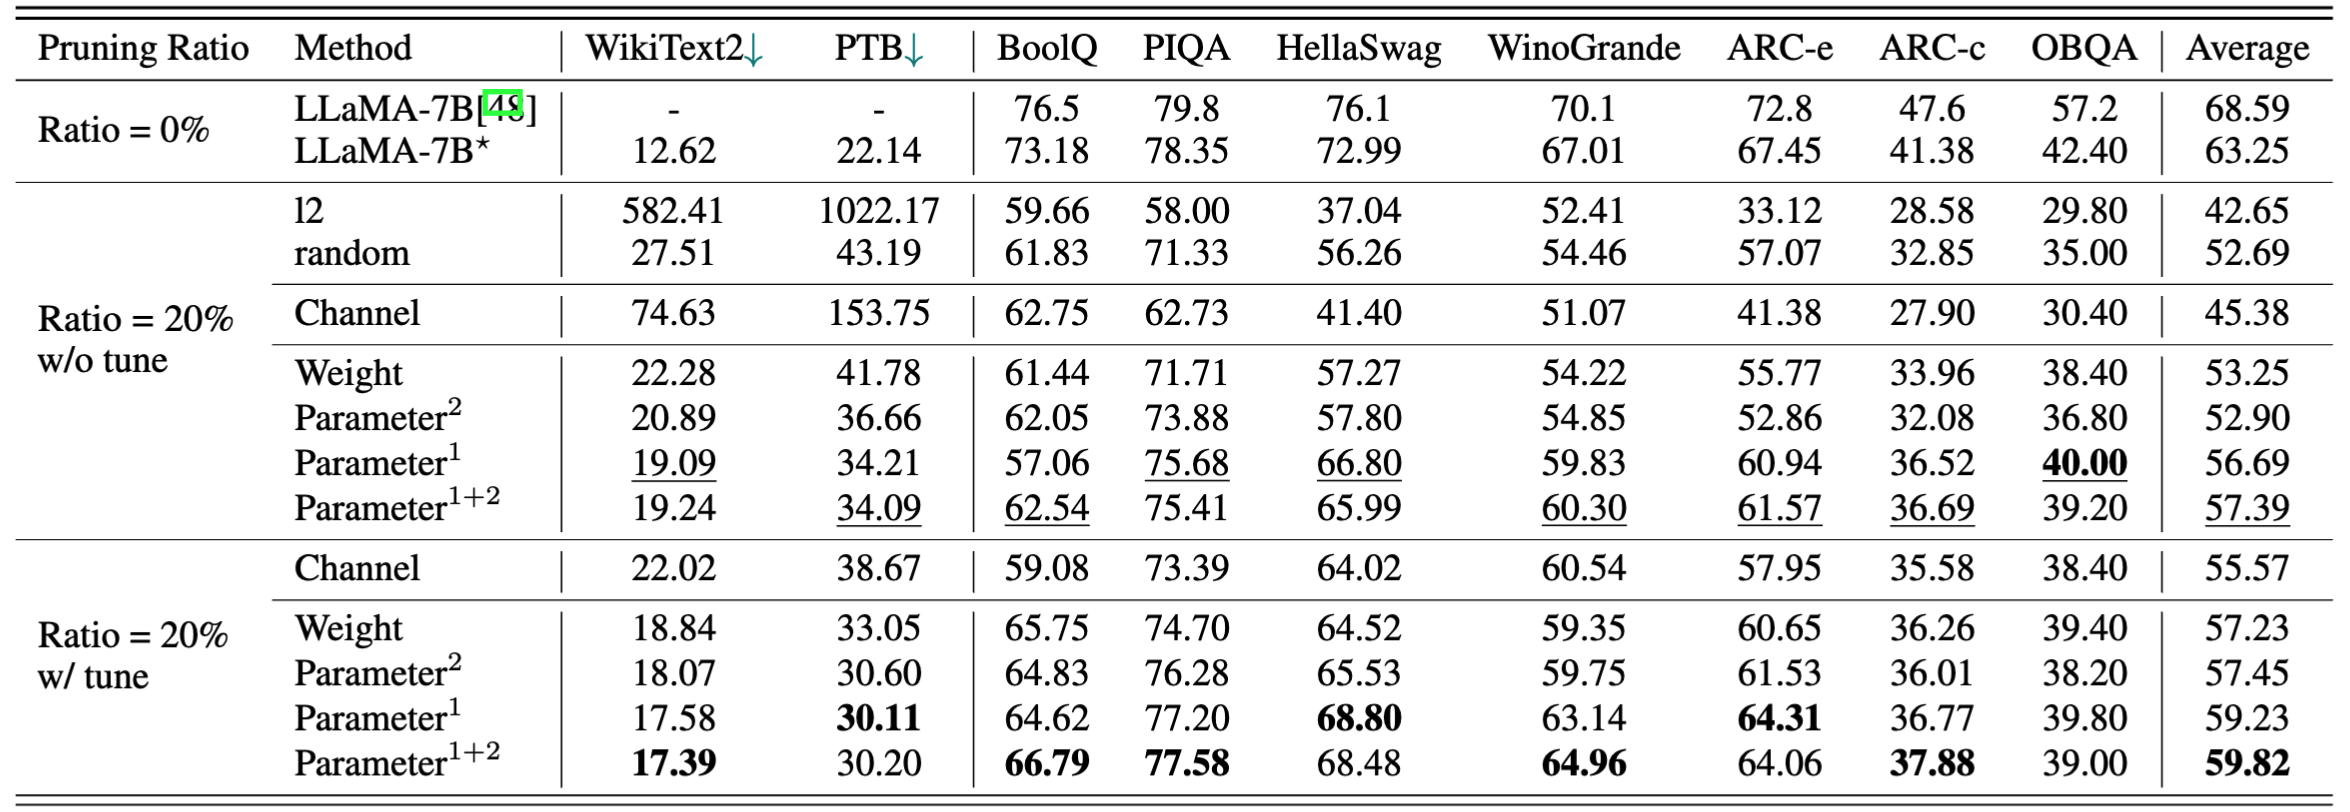 Pruning Ratio Method WikiText2↓ PTB↓ BoolQ PIQA HellaSwag WinoGrande ARC-e ARC-c OBQA Average
Ratio = 0%
LLaMA-7B[48] - - 76.5 79.8 76.1 70.1 72.8 47.6 57.2 68.59
LLaMA-7B⋆ 12.62 22.14 73.18 78.35 72.99 67.01 67.45 41.38 42.40 63.25
Ratio = 20%
w/o tune
l2 582.41 1022.17 59.66 58.00 37.04 52.41 33.12 28.58 29.80 42.65
random 27.51 43.19 61.83 71.33 56.26 54.46 57.07 32.85 35.00 52.69
Channel 74.63 153.75 62.75 62.73 41.40 51.07 41.38 27.90 30.40 45.38
Weight 22.28 41.78 61.44 71.71 57.27 54.22 55.77 33.96 38.40 53.25
Parameter² 20.89 36.66 62.05 73.88 57.80 54.85 52.86 32.08 36.80 52.90
Parameter¹ 19.09 34.21 57.06 75.68 66.80 59.83 60.94 36.52 40.00 56.69
Parameter¹⁺² 19.24 34.09 62.54 75.41 65.99 60.30 61.57 36.69 39.20 57.39
Ratio = 20%
w/ tune
Channel 22.02 38.67 59.08 73.39 64.02 60.54 57.95 35.58 38.40 55.57
Weight 18.84 33.05 65.75 74.70 64.52 59.35 60.65 36.26 39.40 57.23
Parameter² 18.07 30.60 64.83 76.28 65.53 59.75 61.53 36.01 38.20 57.45
Parameter¹ 17.58 30.11 64.62 77.20 68.80 63.14 64.31 36.77 39.80 59.23
Parameter¹⁺² 17.39 30.20 66.79 77.58 68.48 64.96 64.06 37.88 39.00 59.82